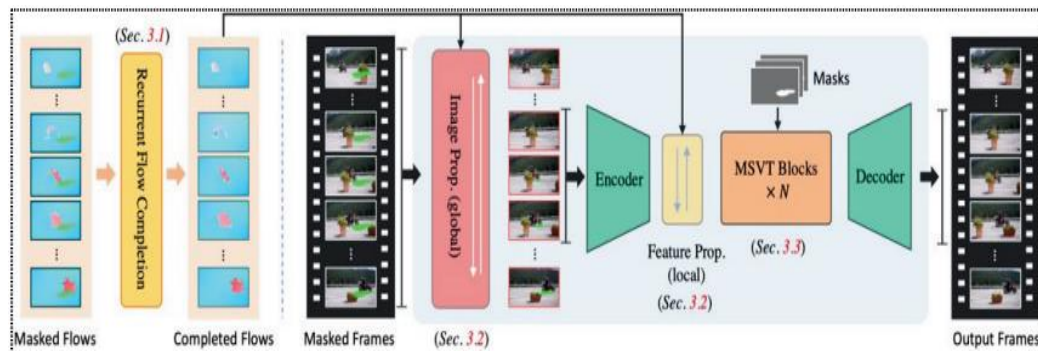 (Sec. 3.1)
Recurrent Flow Completion
Masked Flows
Completed Flows
Masked Frames
Image Prop. (global)
(Sec. 3.2)
Encoder
Feature Prop.
(local)
(Sec. 3.2)
Masks
MSVT Blocks
× N
(Sec. 3.3)
Decoder
Output Frames